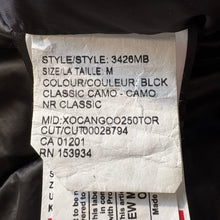 STYLE/STYLE: 3426MB
SIZE/LA TAILLE: M
COLOUR/COULEUR: BLCK
CLASSIC CAMO - CAMO
NR CLASSIC
MID: XOCANGOO250TOR
CUT/CUT00028794
CA 01201
RN 153934
NEW M